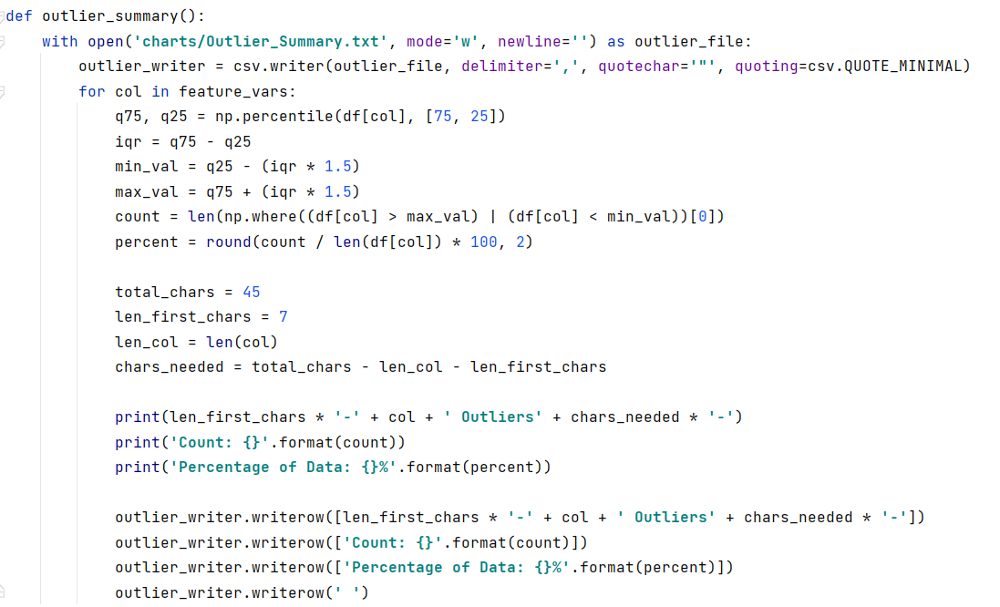 def outlier_summary():
    with open('charts/Outlier_Summary.txt', mode='w', newline='') as outlier_file:
        outlier_writer = csv.writer(outlier_file, delimiter=',', quotechar='"', quoting=csv.QUOTE_MINIMAL)
        for col in feature_vars:
            q75, q25 = np.percentile(df[col], [75, 25])
            iqr = q75 - q25
            min_val = q25 - (iqr * 1.5)
            max_val = q75 + (iqr * 1.5)
            count = len(np.where((df[col] > max_val) | (df[col] < min_val))[0])
            percent = round(count / len(df[col]) * 100, 2)

            total_chars = 45
            len_first_chars = 7
            len_col = len(col)
            chars_needed = total_chars - len_col - len_first_chars

            print(len_first_chars * '-' + col + ' Outliers' + chars_needed * '-')
            print('Count: {}'.format(count))
            print('Percentage of Data: {}%'.format(percent))

            outlier_writer.writerow([len_first_chars * '-' + col + ' Outliers' + chars_needed * '-'])
            outlier_writer.writerow(['Count: {}'.format(count)])
            outlier_writer.writerow(['Percentage of Data: {}%'.format(percent)])
            outlier_writer.writerow(' ')